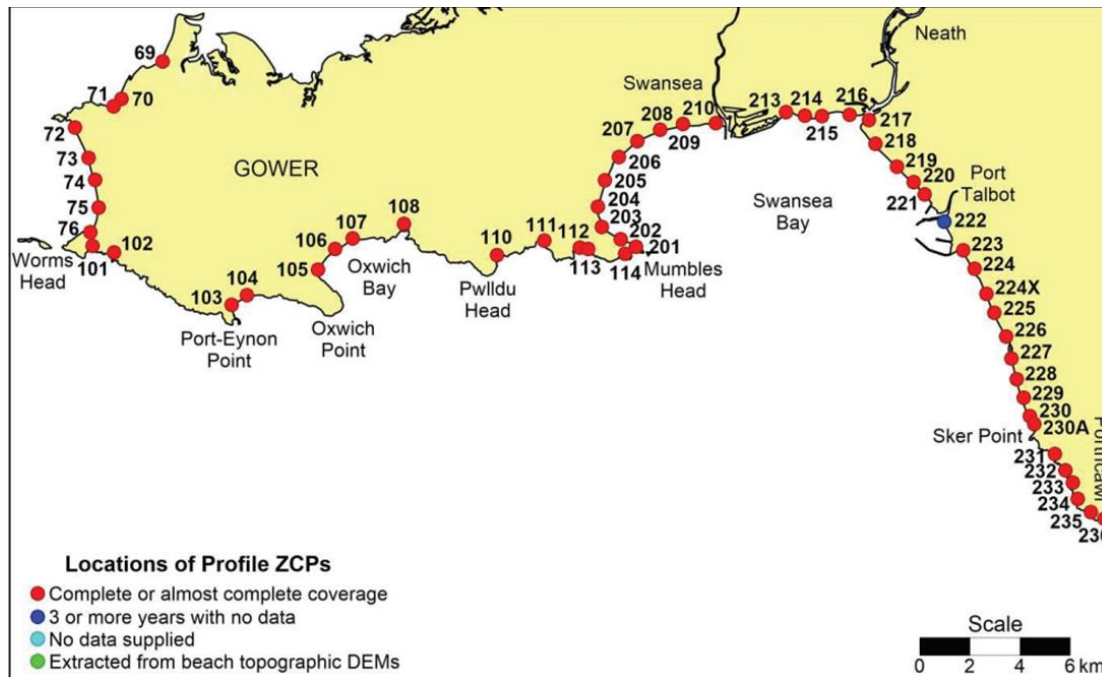 69
71
70
72
73
74
75
76
101
102
Worms
Head
GOWER
103
104
Port-Eynon
Point
105
106
107
108
Oxwich
Bay
Oxwich
Point
110
Pwlldu
Head
111
112
113
114
201
Mumbles
Head
202
203
204
205
206
207
208
209
210
Swansea
213
214
215
216
217
Neath
Swansea
Bay
218
219
220
221
Port
Talbot
222
223
224
224X
225
226
227
228
229
230
230A
Sker Point
231
232
233
234
235
236
Porthcawl
Locations of Profile ZCPs
Complete or almost complete coverage
3 or more years with no data
No data supplied
Extracted from beach topographic DEMs
Scale
0 2 4 6 km